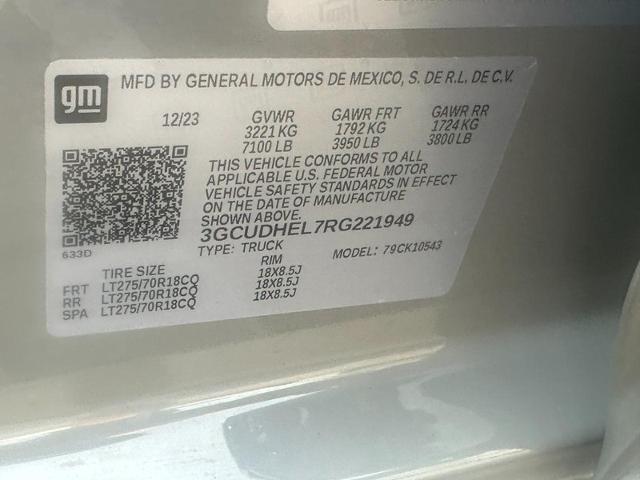 gm
MFD BY GENERAL MOTORS DE MEXICO, S. DE R.L. DE C.V.
12/23 GVWR GAWR FRT GAWR RR
3221 KG 1792 KG 1724 KG
7100 LB 3950 LB 3800 LB
THIS VEHICLE CONFORMS TO ALL
APPLICABLE U.S. FEDERAL MOTOR
VEHICLE SAFETY STANDARDS IN EFFECT
ON THE DATE OF MANUFACTURE
SHOWN ABOVE.
3GCUDHEL7RG221949
633D TYPE: TRUCK MODEL: 79CK10543
TIRE SIZE RIM
FRT LT275/70R18CQ 18X8.5J
RR LT275/70R18CQ 18X8.5J
SPA LT275/70R18CQ 18X8.5J